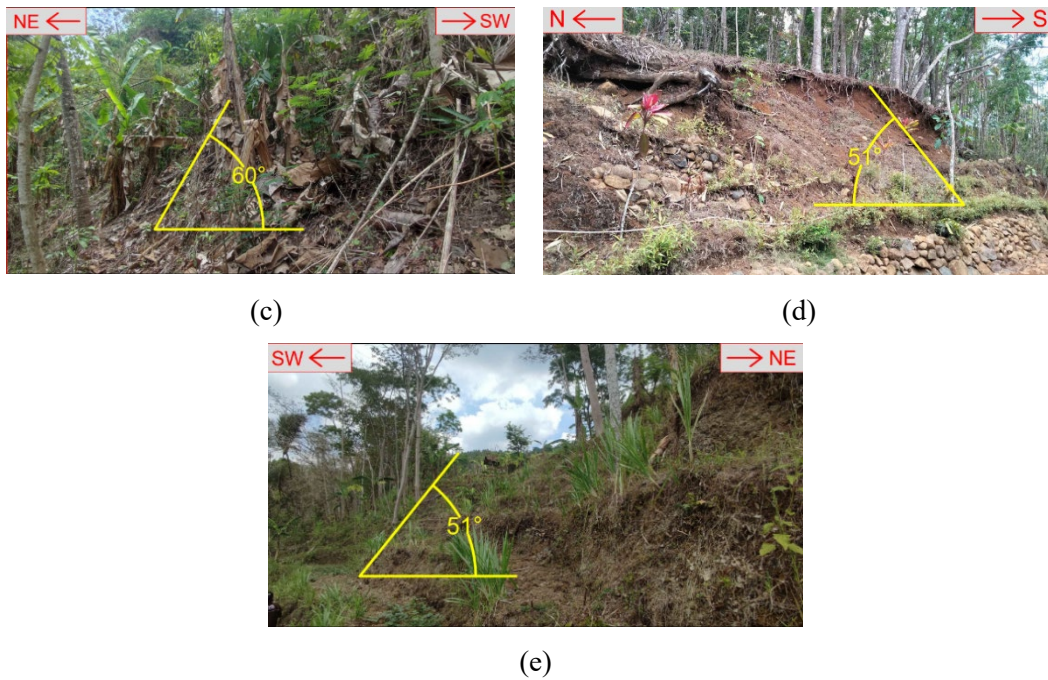 NE ← → SW
60°
(c)
N ← → S
51°
(d)
SW ← → NE
51°
(e)